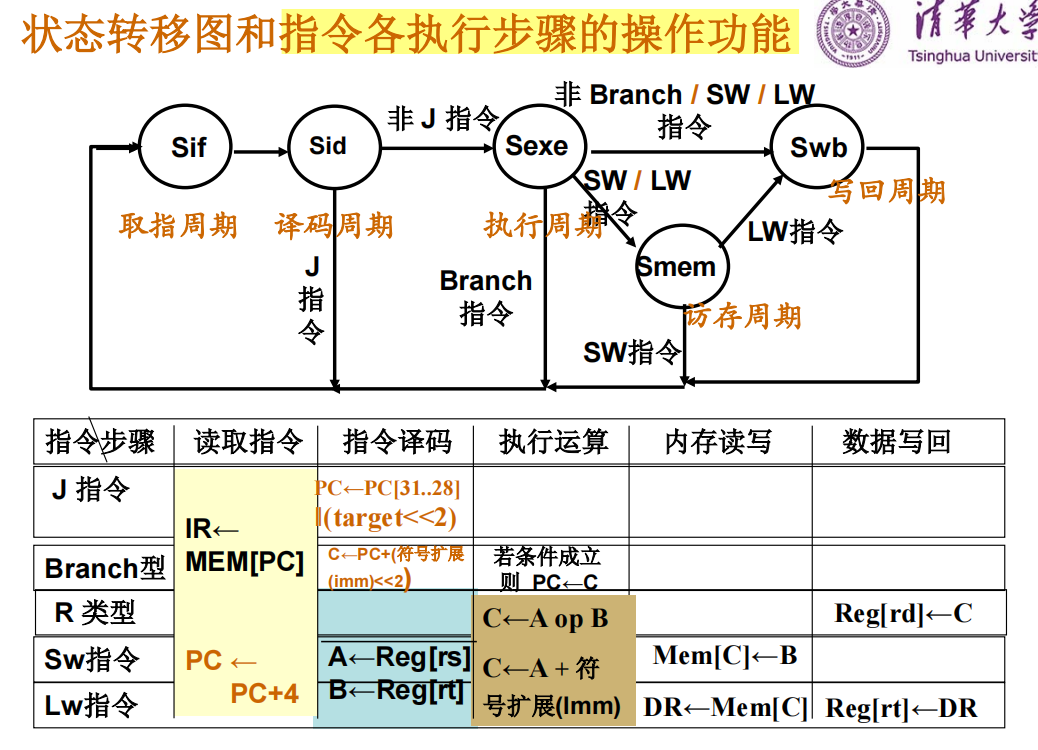 状态转移图和指令各执行步骤的操作功能
清华大学
Tsinghua Universit
非 Branch / SW / LW
指令
非 J 指令
Sif
Sid
Sexe
Swb
SW / LW
指令
取指周期
译码周期
执行周期
写回周期
LW指令
J
指
令
Branch
指令
Smem
访存周期
SW指令
指令步骤
读取指令
指令译码
执行运算
内存读写
数据写回
J 指令
PC←PC[31..28]
||(target<<2)
IR←
MEM[PC]
Branch型
C←PC+(符号扩展
(imm)<<2)
若条件成立
则 PC←C
R 类型
C←A op B
Reg[rd]←C
Sw指令
PC ←
PC+4
A←Reg[rs]
B←Reg[rt]
C←A + 符
号扩展(Imm)
Mem[C]←B
Lw指令
DR←Mem[C]
Reg[rt]←DR